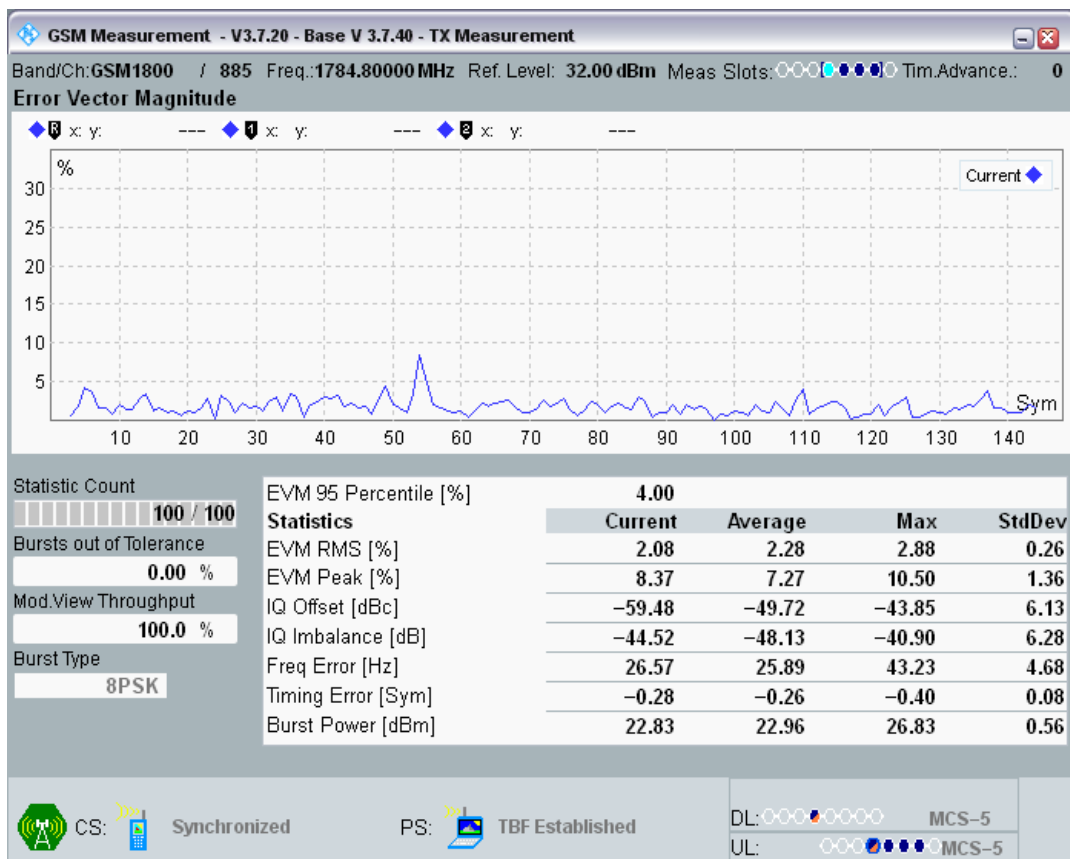 GSM Measurement - V3.7.20 - Base V 3.7.40 - TX Measurement
Band/Ch:GSM1800 / 885 Freq.:1784.80000 MHz Ref. Level: 32.00 dBm Meas Slots: Tim.Advance.: 0
Error Vector Magnitude
R x: y: --- 1 x: y: --- 2 x: y: ---
%
Current
30
25
20
15
10
5
Sym
10 20 30 40 50 60 70 80 90 100 110 120 130 140
Statistic Count
100 / 100
Bursts out of Tolerance
0.00 %
Mod.View Throughput
100.0 %
Burst Type
8PSK
EVM 95 Percentile [%] 4.00
Statistics Current Average Max StdDev
EVM RMS [%] 2.08 2.28 2.88 0.26
EVM Peak [%] 8.37 7.27 10.50 1.36
IQ Offset [dBc] −59.48 −49.72 −43.85 6.13
IQ Imbalance [dB] −44.52 −48.13 −40.90 6.28
Freq Error [Hz] 26.57 25.89 43.23 4.68
Timing Error [Sym] −0.28 −0.26 −0.40 0.08
Burst Power [dBm] 22.83 22.96 26.83 0.56
CS: Synchronized PS: TBF Established
DL: MCS−5
UL: MCS−5